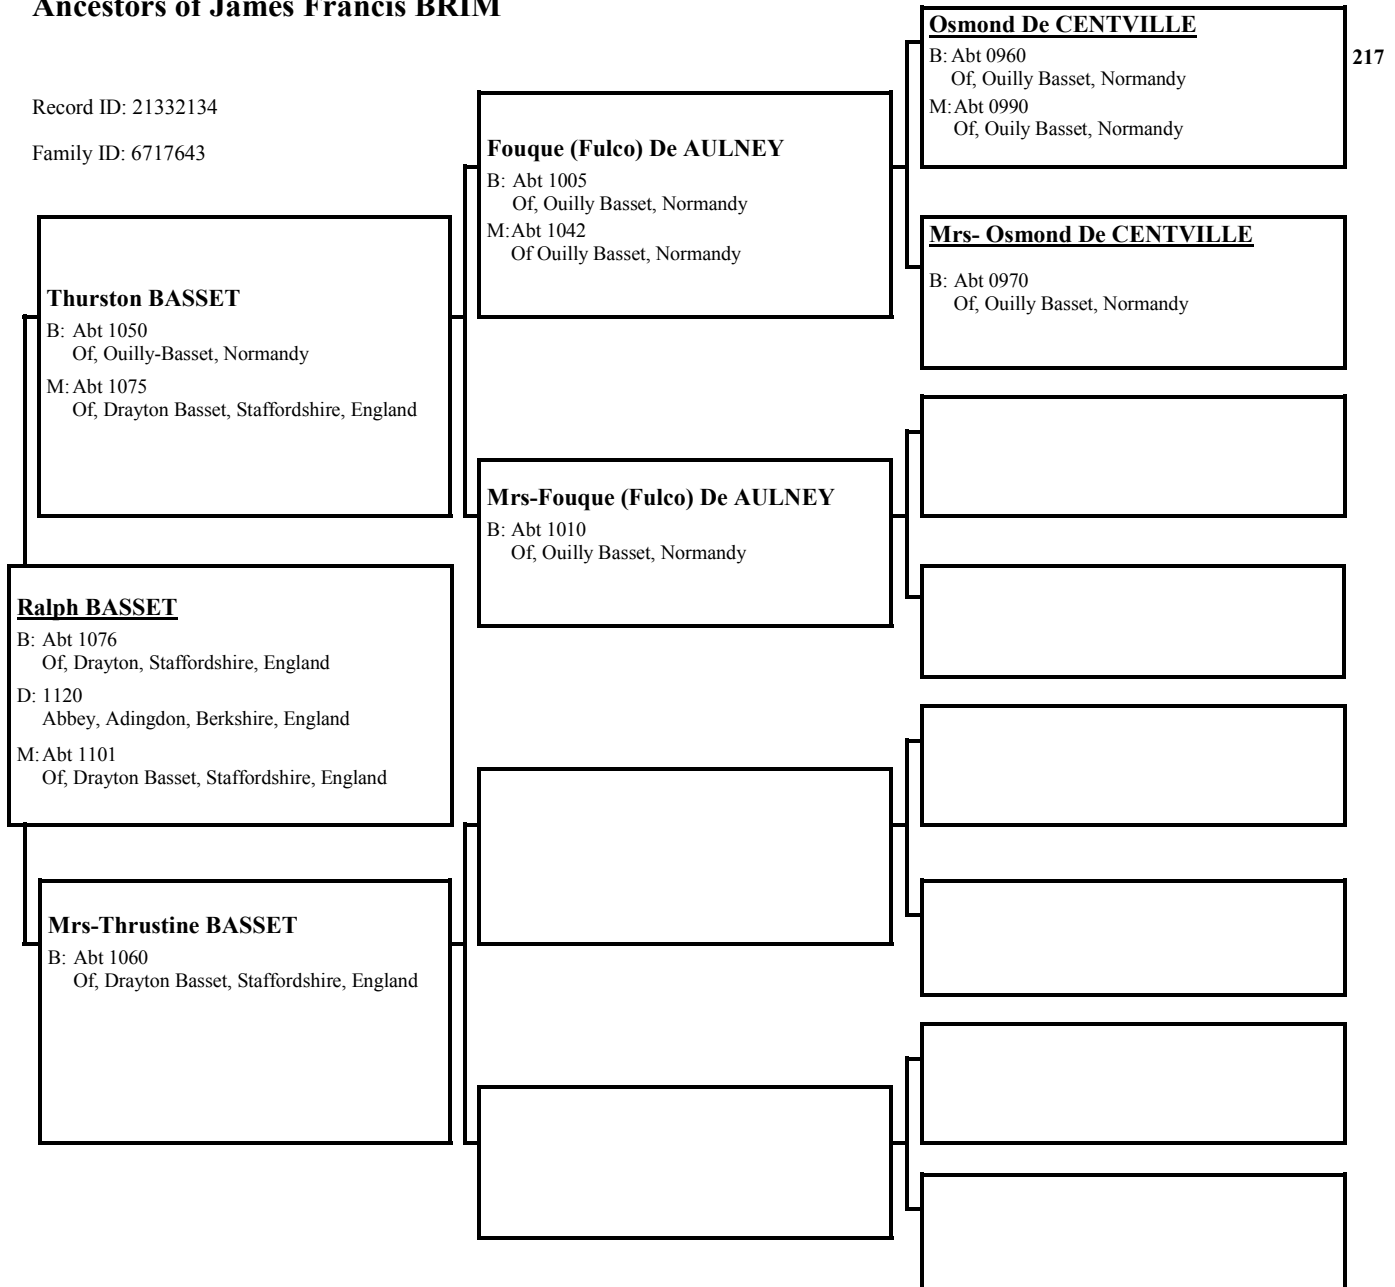 Ancestors of James Francis BRIM
Record ID: 21332134
Family ID: 6717643
Thurston BASSET
B: Abt 1050
Of, Ouilly-Basset, Normandy
M: Abt 1075
Of, Drayton Basset, Staffordshire, England
Ralph BASSET
B: Abt 1076
Of, Drayton, Staffordshire, England
D: 1120
Abbey, Adingdon, Berkshire, England
M: Abt 1101
Of, Drayton Basset, Staffordshire, England
Mrs-Thrustine BASSET
B: Abt 1060
Of, Drayton Basset, Staffordshire, England
Fouque (Fulco) De AULNEY
B: Abt 1005
Of, Ouilly Basset, Normandy
M: Abt 1042
Of Ouilly Basset, Normandy
Mrs-Fouque (Fulco) De AULNEY
B: Abt 1010
Of, Ouilly Basset, Normandy
Osmond De CENTVILLE
B: Abt 0960
Of, Ouilly Basset, Normandy
M: Abt 0990
Of, Ouily Basset, Normandy
217
Mrs- Osmond De CENTVILLE
B: Abt 0970
Of, Ouilly Basset, Normandy